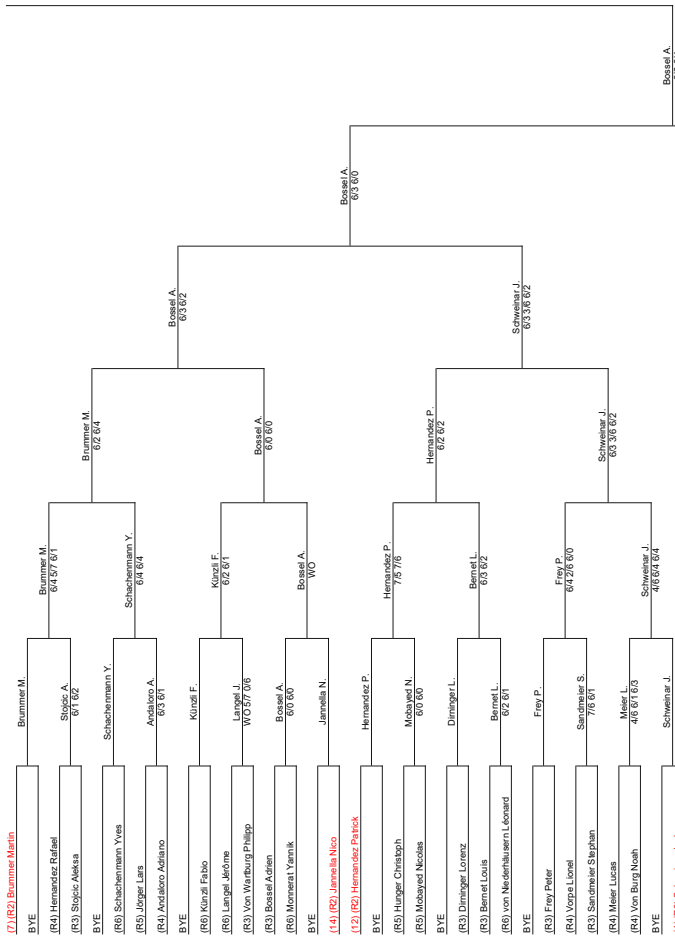 (7) (R2) Brummer Martin
BYE
(R4) Hernandez Rafael
(R3) Stojcic Aleksa
BYE
(R6) Schachenmann Yves
(R5) Jörger Lars
(R4) Andaloro Adriano
BYE
(R6) Künzli Fabio
(R6) Langel Jérôme
(R3) Von Wartburg Philipp
(R3) Bossel Adrien
(R6) Monnerat Yannik
BYE
(14) (R2) Jannella Nico
(12) (R2) Hernandez Patrick
BYE
(R5) Hunger Christoph
(R5) Mobayed Nicolas
BYE
(R3) Dirninger Lorenz
(R3) Bernet Louis
(R6) von Niederhäusern Léonard
BYE
(R3) Frey Peter
(R4) Vorpe Lionel
(R3) Sandmeier Stephan
(R4) Meier Lucas
(R4) Von Burg Noah
BYE
Brummer M.
Stojcic A.
6/1 6/2
Schachenmann Y.
Andaloro A.
6/3 6/1
Künzli F.
Langel J.
WO 5/7 0/6
Bossel A.
6/0 6/0
Jannella N.
Hernandez P.
Mobayed N.
6/0 6/0
Dirninger L.
Bernet L.
6/2 6/1
Frey P.
Sandmeier S.
7/6 6/1
Meier L.
4/6 6/1 6/3
Schweinar J.
Brummer M.
6/4 5/7 6/1
Schachenmann Y.
6/4 6/4
Künzli F.
6/2 6/1
Bossel A.
WO
Hernandez P.
7/5 7/6
Bernet L.
6/3 6/2
Frey P.
6/4 2/6 6/0
Schweinar J.
4/6 6/4 6/4
Brummer M.
6/2 6/4
Bossel A.
6/0 6/0
Hernandez P.
6/2 6/2
Schweinar J.
6/3 3/6 6/2
Bossel A.
6/3 6/2
Schweinar J.
6/3 3/6 6/2
Bossel A.
6/3 6/0
Bossel A.